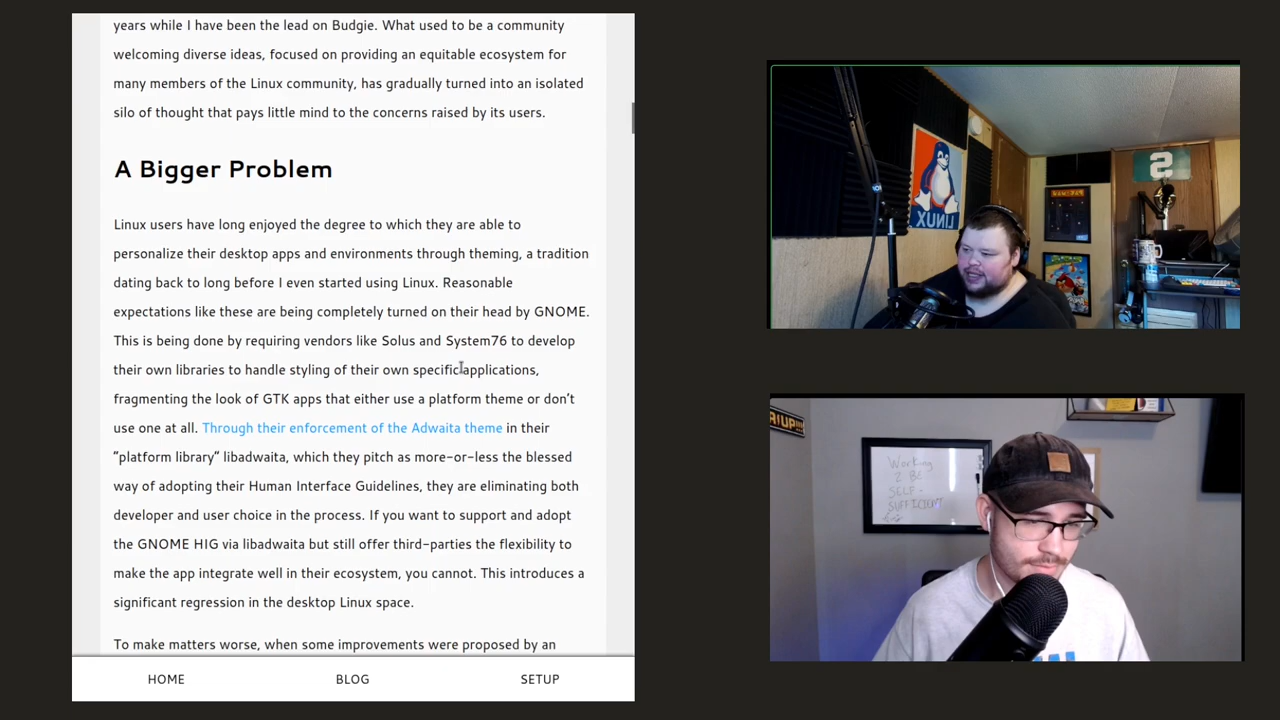 years while I have been the lead on Budgie. What used to be a community
welcoming diverse ideas, focused on providing an equitable ecosystem for
many members of the Linux community, has gradually turned into an isolated
silo of thought that pays little mind to the concerns raised by its users.
A Bigger Problem
Linux users have long enjoyed the degree to which they are able to
personalize their desktop apps and environments through theming, a tradition
dating back to long before I even started using Linux. Reasonable
expectations like these are being completely turned on their head by GNOME.
This is being done by requiring vendors like Solus and System76 to develop
their own libraries to handle styling of their own specific applications,
fragmenting the look of GTK apps that either use a platform theme or don't
use one at all. Through their enforcement of the Adwaita theme in their
"platform library" libadwaita, which they pitch as more-or-less the blessed
way of adopting their Human Interface Guidelines, they are eliminating both
developer and user choice in the process. If you want to support and adopt
the GNOME HIG via libadwaita but still offer third-parties the flexibility to
make the app integrate well in their ecosystem, you cannot. This introduces a
significant regression in the desktop Linux space.
To make matters worse, when some improvements were proposed by an
HOME BLOG SETUP
LINUX
Working
2 BE
SELF-
SUFFICIENT